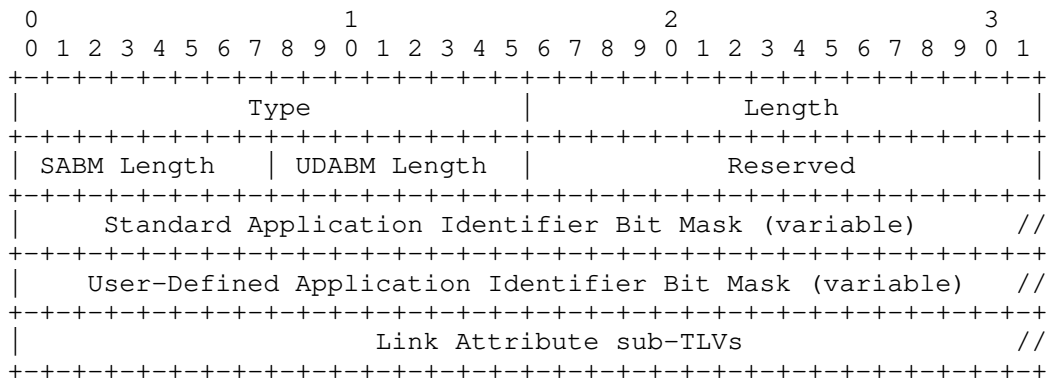 0                   1                   2                   3
 0 1 2 3 4 5 6 7 8 9 0 1 2 3 4 5 6 7 8 9 0 1 2 3 4 5 6 7 8 9 0 1
+-+-+-+-+-+-+-+-+-+-+-+-+-+-+-+-+-+-+-+-+-+-+-+-+-+-+-+-+-+-+-+-+
|              Type             |             Length            |
+-+-+-+-+-+-+-+-+-+-+-+-+-+-+-+-+-+-+-+-+-+-+-+-+-+-+-+-+-+-+-+-+
| SABM Length   | UDABM Length  |            Reserved           |
+-+-+-+-+-+-+-+-+-+-+-+-+-+-+-+-+-+-+-+-+-+-+-+-+-+-+-+-+-+-+-+-+
|     Standard Application Identifier Bit Mask (variable)      //
+-+-+-+-+-+-+-+-+-+-+-+-+-+-+-+-+-+-+-+-+-+-+-+-+-+-+-+-+-+-+-+-+
|    User-Defined Application Identifier Bit Mask (variable)   //
+-+-+-+-+-+-+-+-+-+-+-+-+-+-+-+-+-+-+-+-+-+-+-+-+-+-+-+-+-+-+-+-+
|                      Link Attribute sub-TLVs                 //
+-+-+-+-+-+-+-+-+-+-+-+-+-+-+-+-+-+-+-+-+-+-+-+-+-+-+-+-+-+-+-+-+